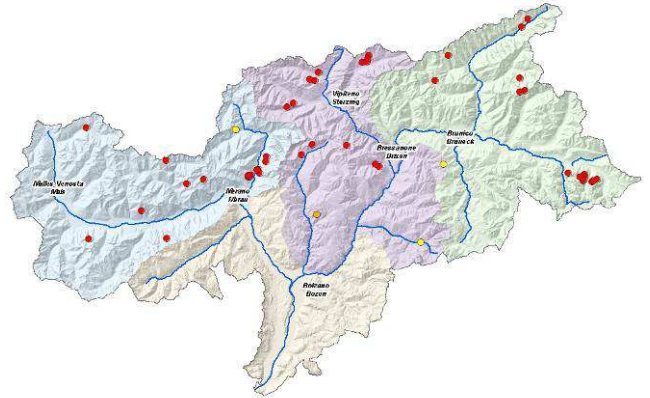 Vipiteno
Sterzing
Brunico
Bruneck
Bressanone
Brixen
Malles Venosta
Mals
Merano
Meran
Bolzano
Bozen